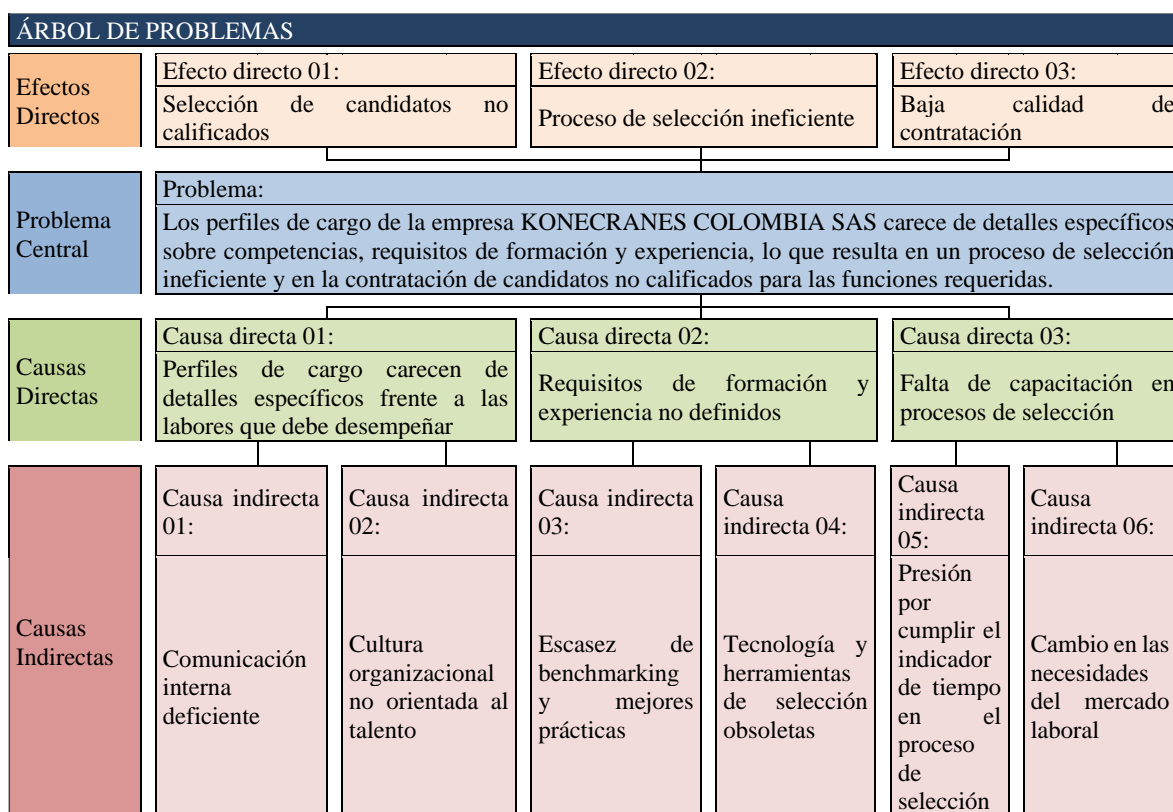 ÁRBOL DE PROBLEMAS
Efectos
Directos
Efecto directo 01:
Selección de candidatos no
calificados
Efecto directo 02:
Proceso de selección ineficiente
Efecto directo 03:
Baja calidad de
contratación
Problema
Central
Problema:
Los perfiles de cargo de la empresa KONECRANES COLOMBIA SAS carece de detalles específicos
sobre competencias, requisitos de formación y experiencia, lo que resulta en un proceso de selección
ineficiente y en la contratación de candidatos no calificados para las funciones requeridas.
Causas
Directas
Causa directa 01:
Perfiles de cargo carecen de
detalles específicos frente a las
labores que debe desempeñar
Causa directa 02:
Requisitos de formación y
experiencia no definidos
Causa directa 03:
Falta de capacitación en
procesos de selección
Causas
Indirectas
Causa indirecta
01:
Comunicación
interna
deficiente
Causa indirecta
02:
Cultura
organizacional
no orientada al
talento
Causa indirecta
03:
Escasez de
benchmarking
y mejores
prácticas
Causa
indirecta 04:
Tecnología y
herramientas
de selección
obsoletas
Causa
indirecta
05:
Presión
por
cumplir el
indicador
de tiempo
en el
proceso
de
selección
Causa
indirecta 06:
Cambio en las
necesidades
del mercado
laboral